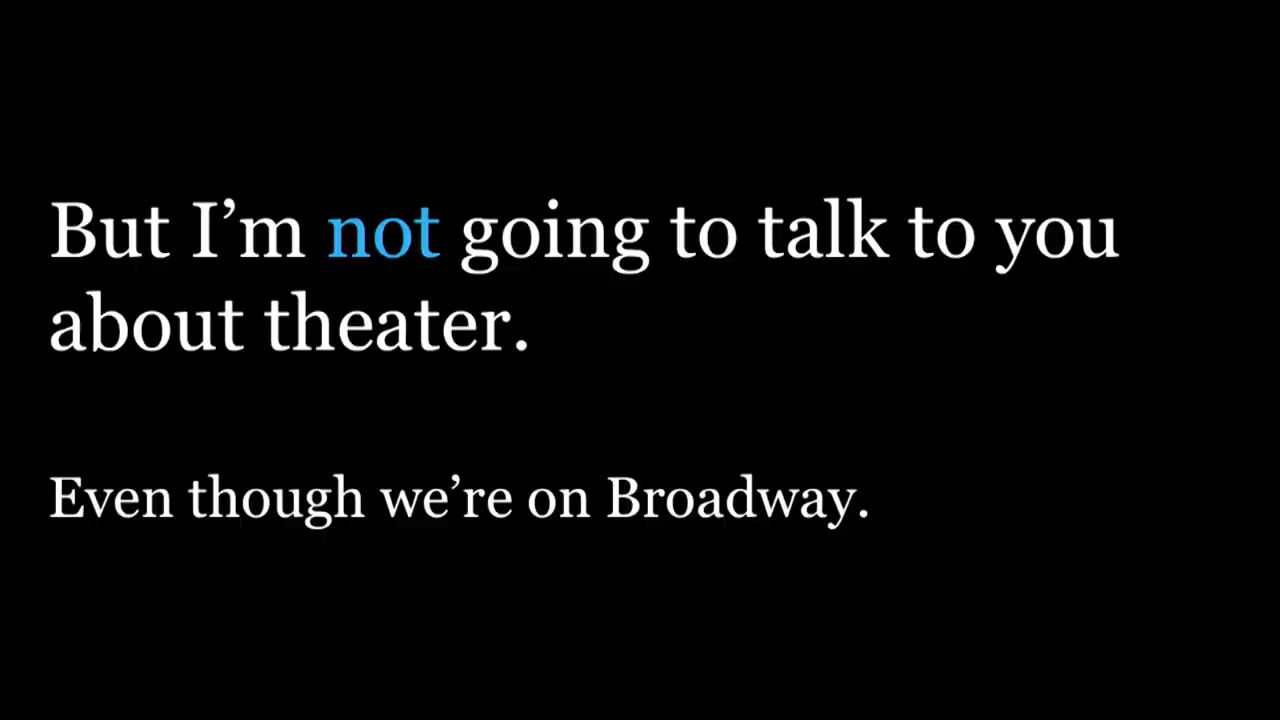 But I’m not going to talk to you
about theater.
Even though we’re on Broadway.